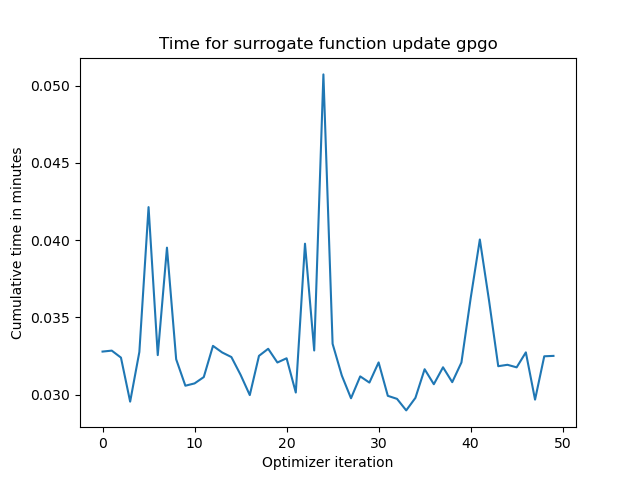 Time for surrogate function update gpgo
Cumulative time in minutes
0.050
0.045
0.040
0.035
0.030
0 10 20 30 40 50
Optimizer iteration